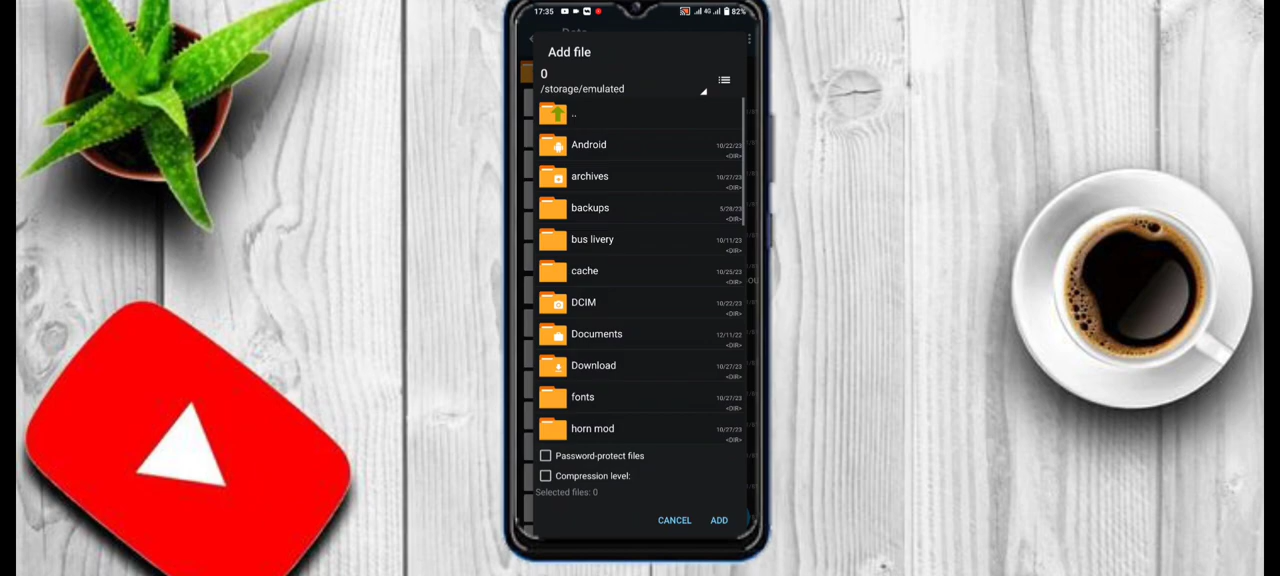 17:35
4G
82%
Add file
0
/storage/emulated
..
Android
10/22/23
<DIR>
archives
10/27/23
<DIR>
backups
5/28/23
<DIR>
bus livery
10/11/23
<DIR>
cache
10/25/23
<DIR>
DCIM
10/22/23
<DIR>
Documents
12/11/22
<DIR>
Download
10/27/23
<DIR>
fonts
10/27/23
<DIR>
horn mod
10/27/23
<DIR>
Password-protect files
Compression level:
Selected files: 0
CANCEL ADD